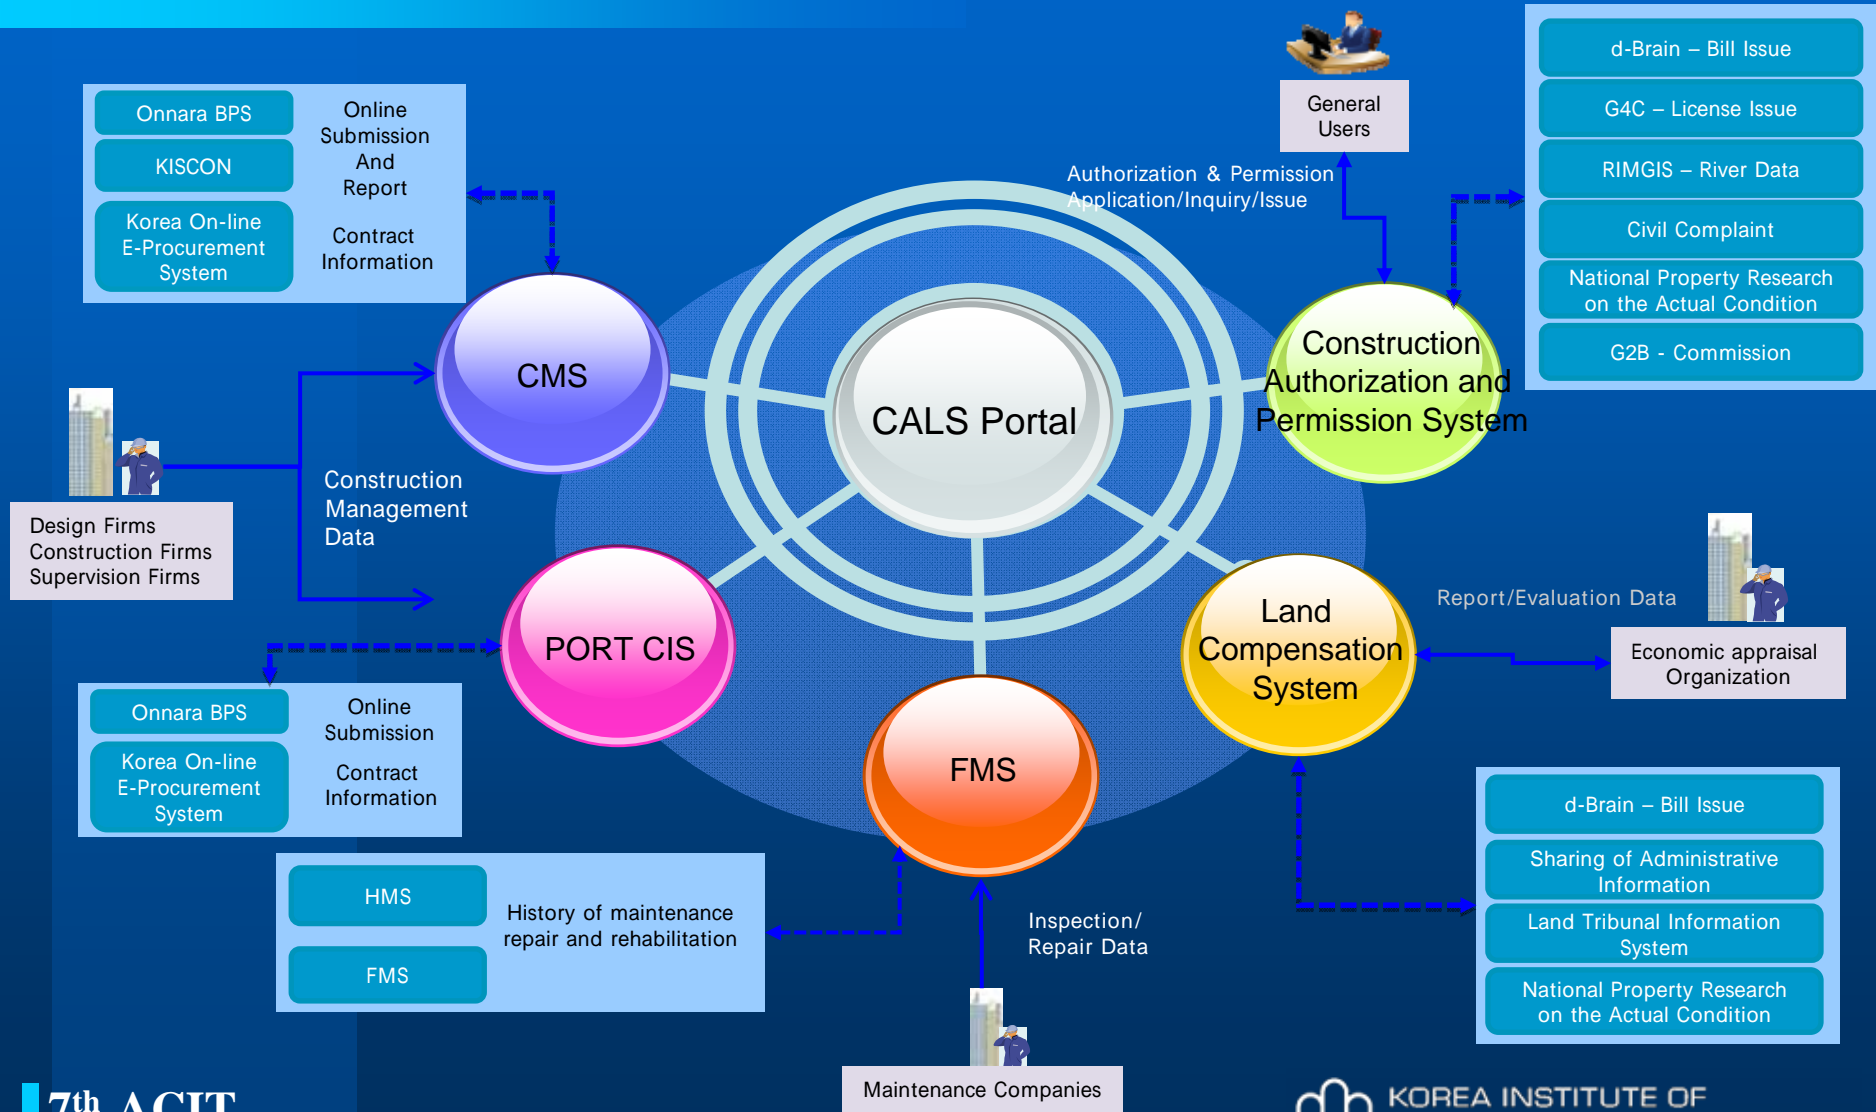 d-Brain – Bill Issue
G4C – License Issue
RIMGIS – River Data
Civil Complaint
National Property Research
on the Actual Condition
G2B - Commission
General
Users
Authorization & Permission
Application/Inquiry/Issue
Onnara BPS
KISCON
Korea On-line
E-Procurement
System
Online
Submission
And
Report
Contract
Information
CMS
CALS Portal
Construction
Authorization and
Permission System
Design Firms
Construction Firms
Supervision Firms
Construction
Management
Data
PORT CIS
Land
Compensation
System
Report/Evaluation Data
Economic appraisal
Organization
Onnara BPS
Korea On-line
E-Procurement
System
Online
Submission
Contract
Information
FMS
HMS
FMS
History of maintenance
repair and rehabilitation
Inspection/
Repair Data
Maintenance Companies
d-Brain – Bill Issue
Sharing of Administrative
Information
Land Tribunal Information
System
National Property Research
on the Actual Condition
7th ACIT
KOREA INSTITUTE OF